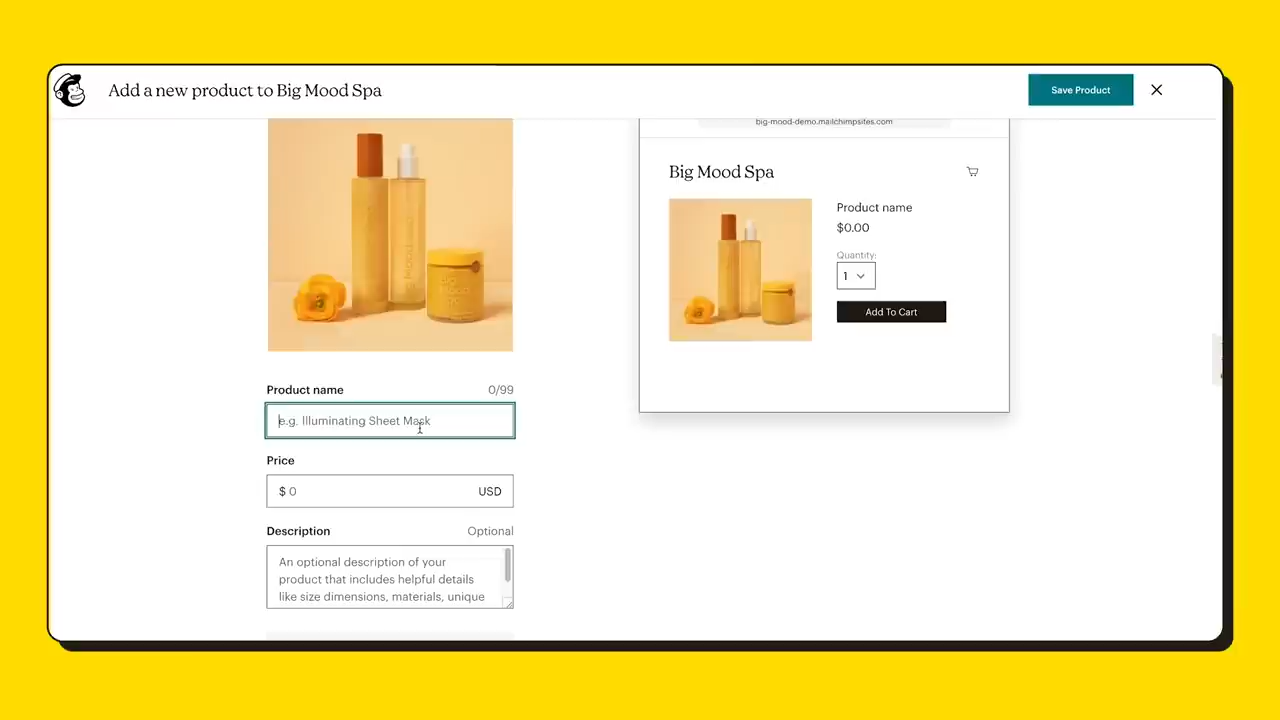 Add a new product to Big Mood Spa
Save Product
Big Mood
Product name
0/99
e.g. Illuminating Sheet Mask
Price
$ 0
USD
Description
Optional
An optional description of your
product that includes helpful details
like size dimensions, materials, unique
big-mood-demo.mailchimpsites.com
Big Mood Spa
Product name
$0.00
Quantity:
1
Add To Cart